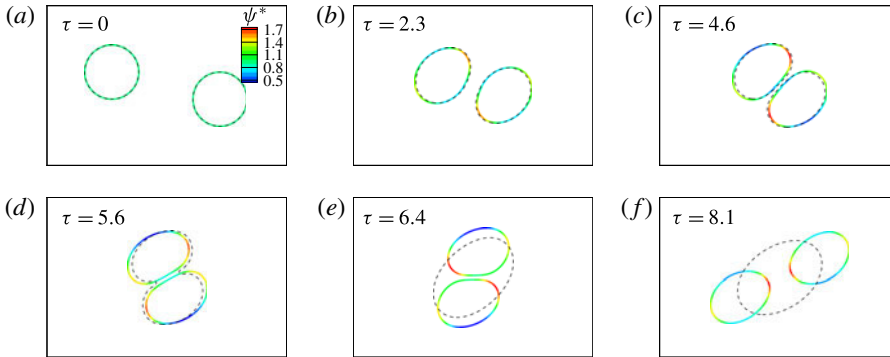 (a)
τ = 0
ψ*
1.7
1.4
1.1
0.8
0.5
(b)
τ = 2.3
(c)
τ = 4.6
(d)
τ = 5.6
(e)
τ = 6.4
(f)
τ = 8.1